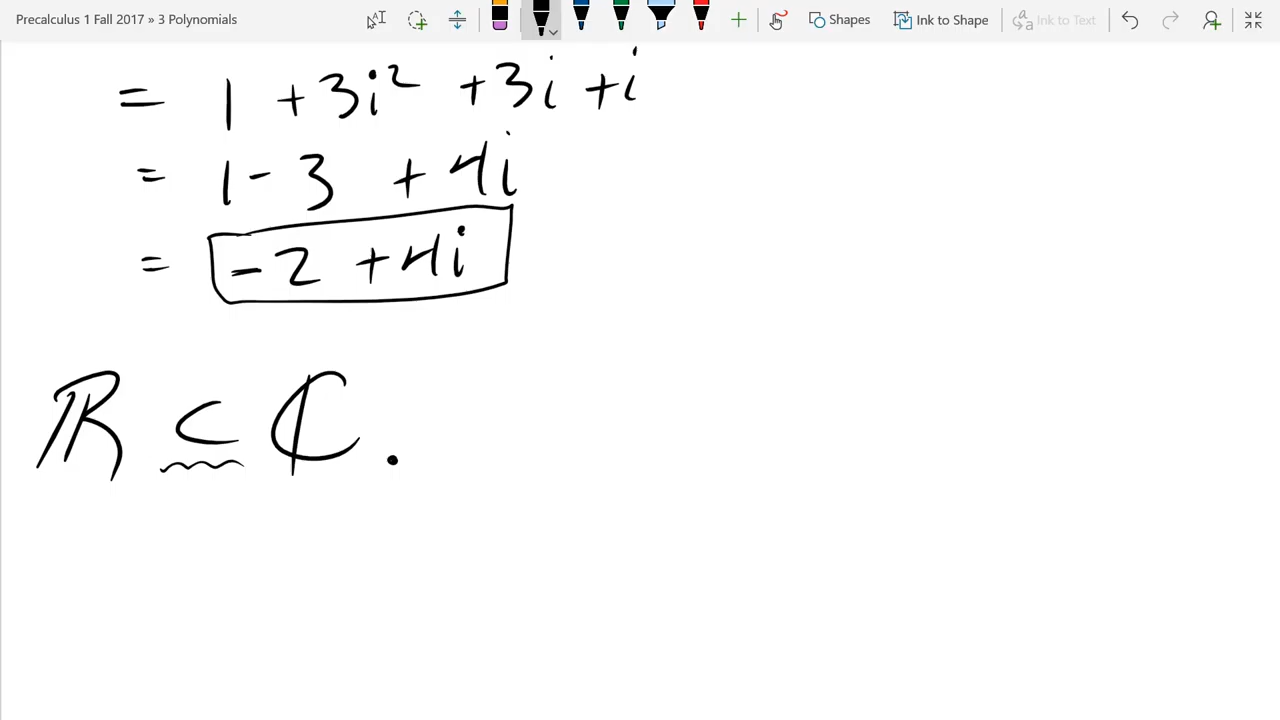 Precalculus 1 Fall 2017 » 3 Polynomials
Shapes
Ink to Shape
Ink to Text
= 1 + 3i² + 3i + i
= 1 - 3 + 4i
= -2 + 4i
ℝ ⊂ ℂ.